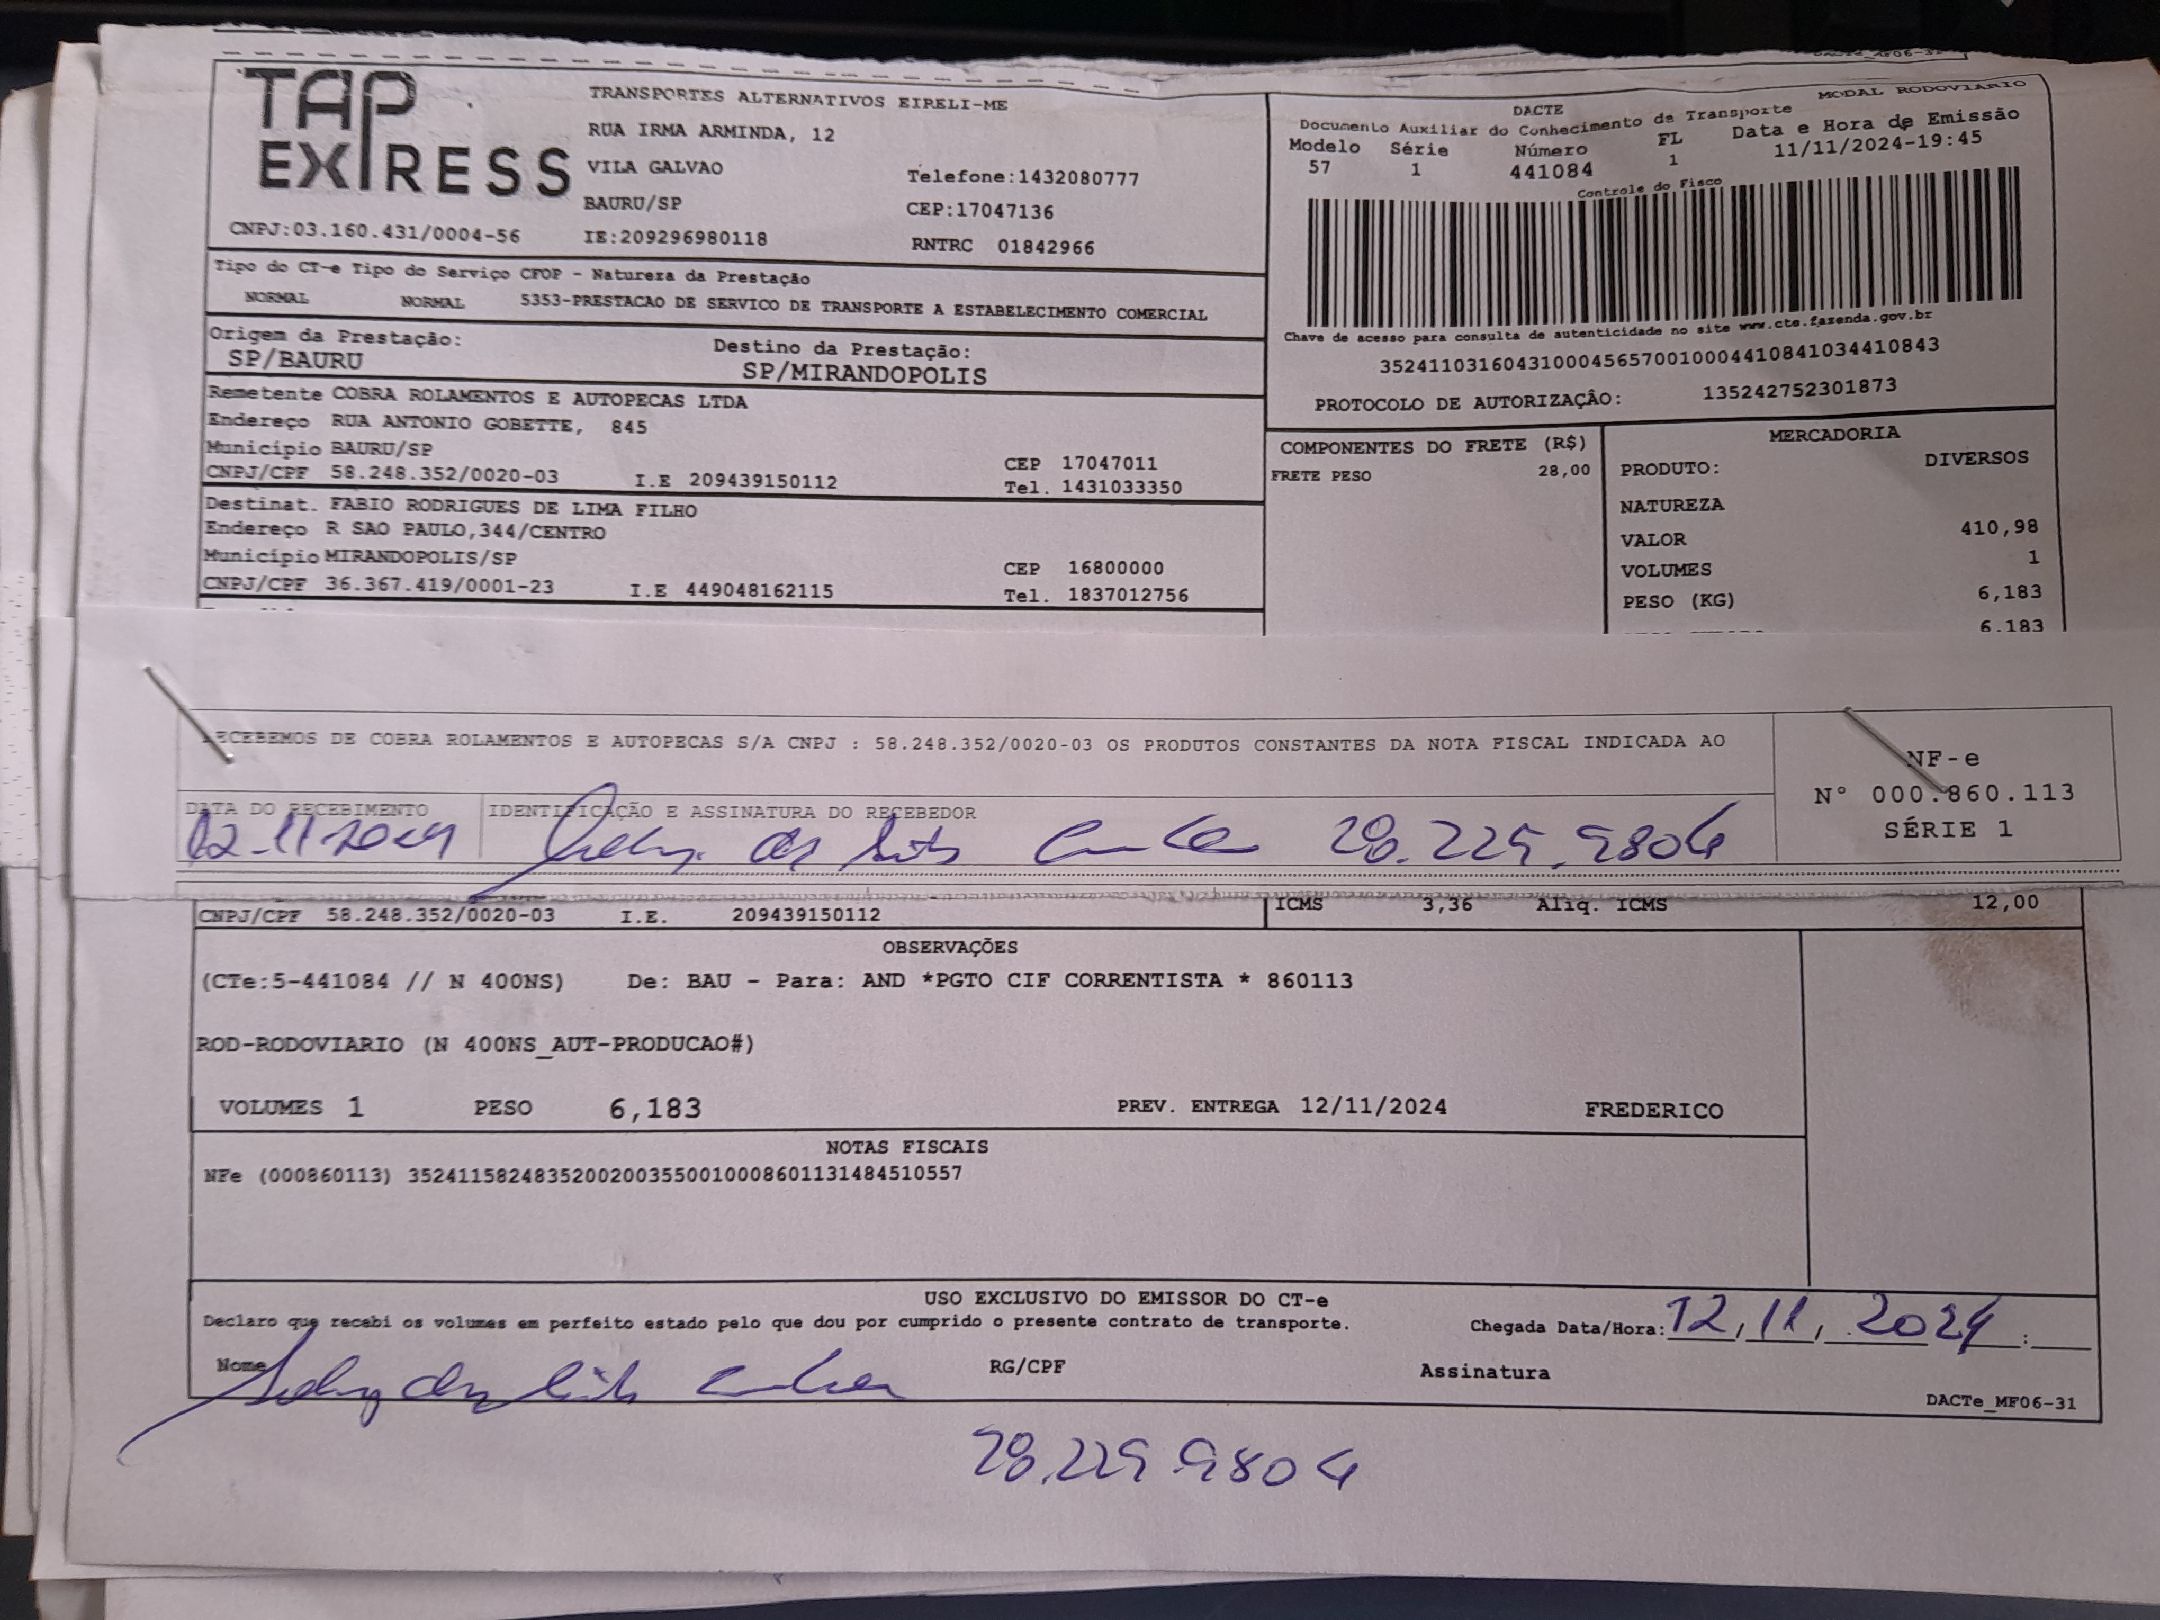 DACTe_MF06-31
TAP EXPRESS
TRANSPORTES ALTERNATIVOS EIRELI-ME
RUA IRMA ARMINDA, 12
VILA GALVAO
Telefone:1432080777
BAURU/SP
CEP:17047136
CNPJ:03.160.431/0004-56
IE:209296980118
RNTRC 01842966
MODAL RODOVIARIO
DACTE
Documento Auxiliar do Conhecimento da Transporte
Modelo Série Número FL Data e Hora de Emissão
57 1 441084 1 11/11/2024-19:45
Controle do Fisco
Chave de acesso para consulta de autenticidade no site www.cte.fazenda.gov.br
35241103160431000456570010004410841034410843
PROTOCOLO DE AUTORIZAÇÂO: 135242752301873
Tipo do CT-e Tipo do Serviço CFOP - Natureza da Prestação
NORMAL NORMAL 5353-PRESTACAO DE SERVICO DE TRANSPORTE A ESTABELECIMENTO COMERCIAL
Origem da Prestação:
SP/BAURU
Destino da Prestação:
SP/MIRANDOPOLIS
Remetente COBRA ROLAMENTOS E AUTOPECAS LTDA
Endereço RUA ANTONIO GOBETTE, 845
Município BAURU/SP
CEP 17047011
CNPJ/CPF 58.248.352/0020-03 I.E 209439150112 Tel. 1431033350
Destinat. FABIO RODRIGUES DE LIMA FILHO
Endereço R SAO PAULO,344/CENTRO
Município MIRANDOPOLIS/SP
CEP 16800000
CNPJ/CPF 36.367.419/0001-23 I.E 449048162115 Tel. 1837012756
COMPONENTES DO FRETE (R$)
FRETE PESO 28,00
MERCADORIA
PRODUTO: DIVERSOS
NATUREZA
VALOR 410,98
VOLUMES 1
PESO (KG) 6,183
6,183
RECEBEMOS DE COBRA ROLAMENTOS E AUTOPECAS S/A CNPJ : 58.248.352/0020-03 OS PRODUTOS CONSTANTES DA NOTA FISCAL INDICADA AO
NF-e
Nº 000.860.113
SÉRIE 1
DATA DO RECEBIMENTO
12.11.2024
IDENTIFICAÇÃO E ASSINATURA DO RECEBEDOR
28.229.9804
CNPJ/CPF 58.248.352/0020-03 I.E. 209439150112
ICMS 3,36 Aliq. ICMS 12,00
OBSERVAÇÕES
(CTe:5-441084 // N 400NS) De: BAU - Para: AND *PGTO CIF CORRENTISTA * 860113
ROD-RODOVIARIO (N 400NS_AUT-PRODUCAO#)
VOLUMES 1 PESO 6,183 PREV. ENTREGA 12/11/2024 FREDERICO
NOTAS FISCAIS
NFe (000860113) 35241158248352002003550010008601131484510557
USO EXCLUSIVO DO EMISSOR DO CT-e
Declaro que recebi os volumes em perfeito estado pelo que dou por cumprido o presente contrato de transporte.
Chegada Data/Hora: 12, 11, 2024 :
Nome RG/CPF Assinatura
DACTe_MF06-31
28.229.9804